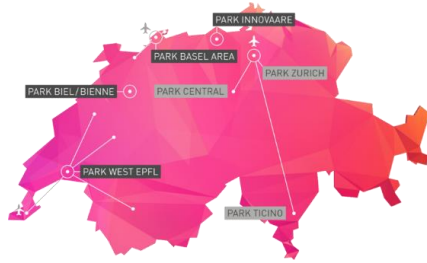 PARK INNOVAARE
PARK BASEL AREA
PARK ZURICH
PARK BIEL/BIENNE
PARK CENTRAL
PARK WEST EPFL
PARK TICINO